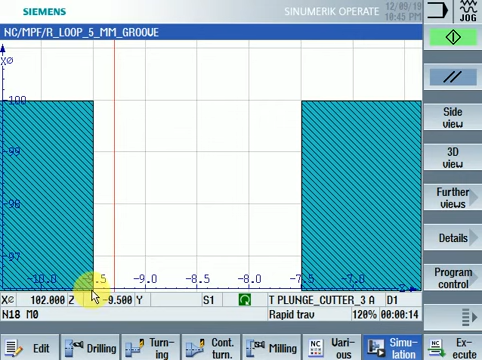 SIEMENS
SINUMERIK OPERATE
12/09/19
10:45 PM
JOG
NC/MPF/R_LOOP_5_MM_GROOVE
X⌀
100
-99
-98
-97
-10.0
.5
-9.0
-8.5
-8.0
-7.5
-7.0
Z
Side
view
3D
view
Further
views
Details
Program
control
X⌀ 102.000 Z -9.500 Y S1 T PLUNGE_CUTTER_3 A D1
N18 M0 Rapid trav 120% 00:00:14
Edit
Drilling
Turn-
ing
Cont.
turn.
Milling
Vari-
ous
Simu-
lation
NC
Ex-
ecute